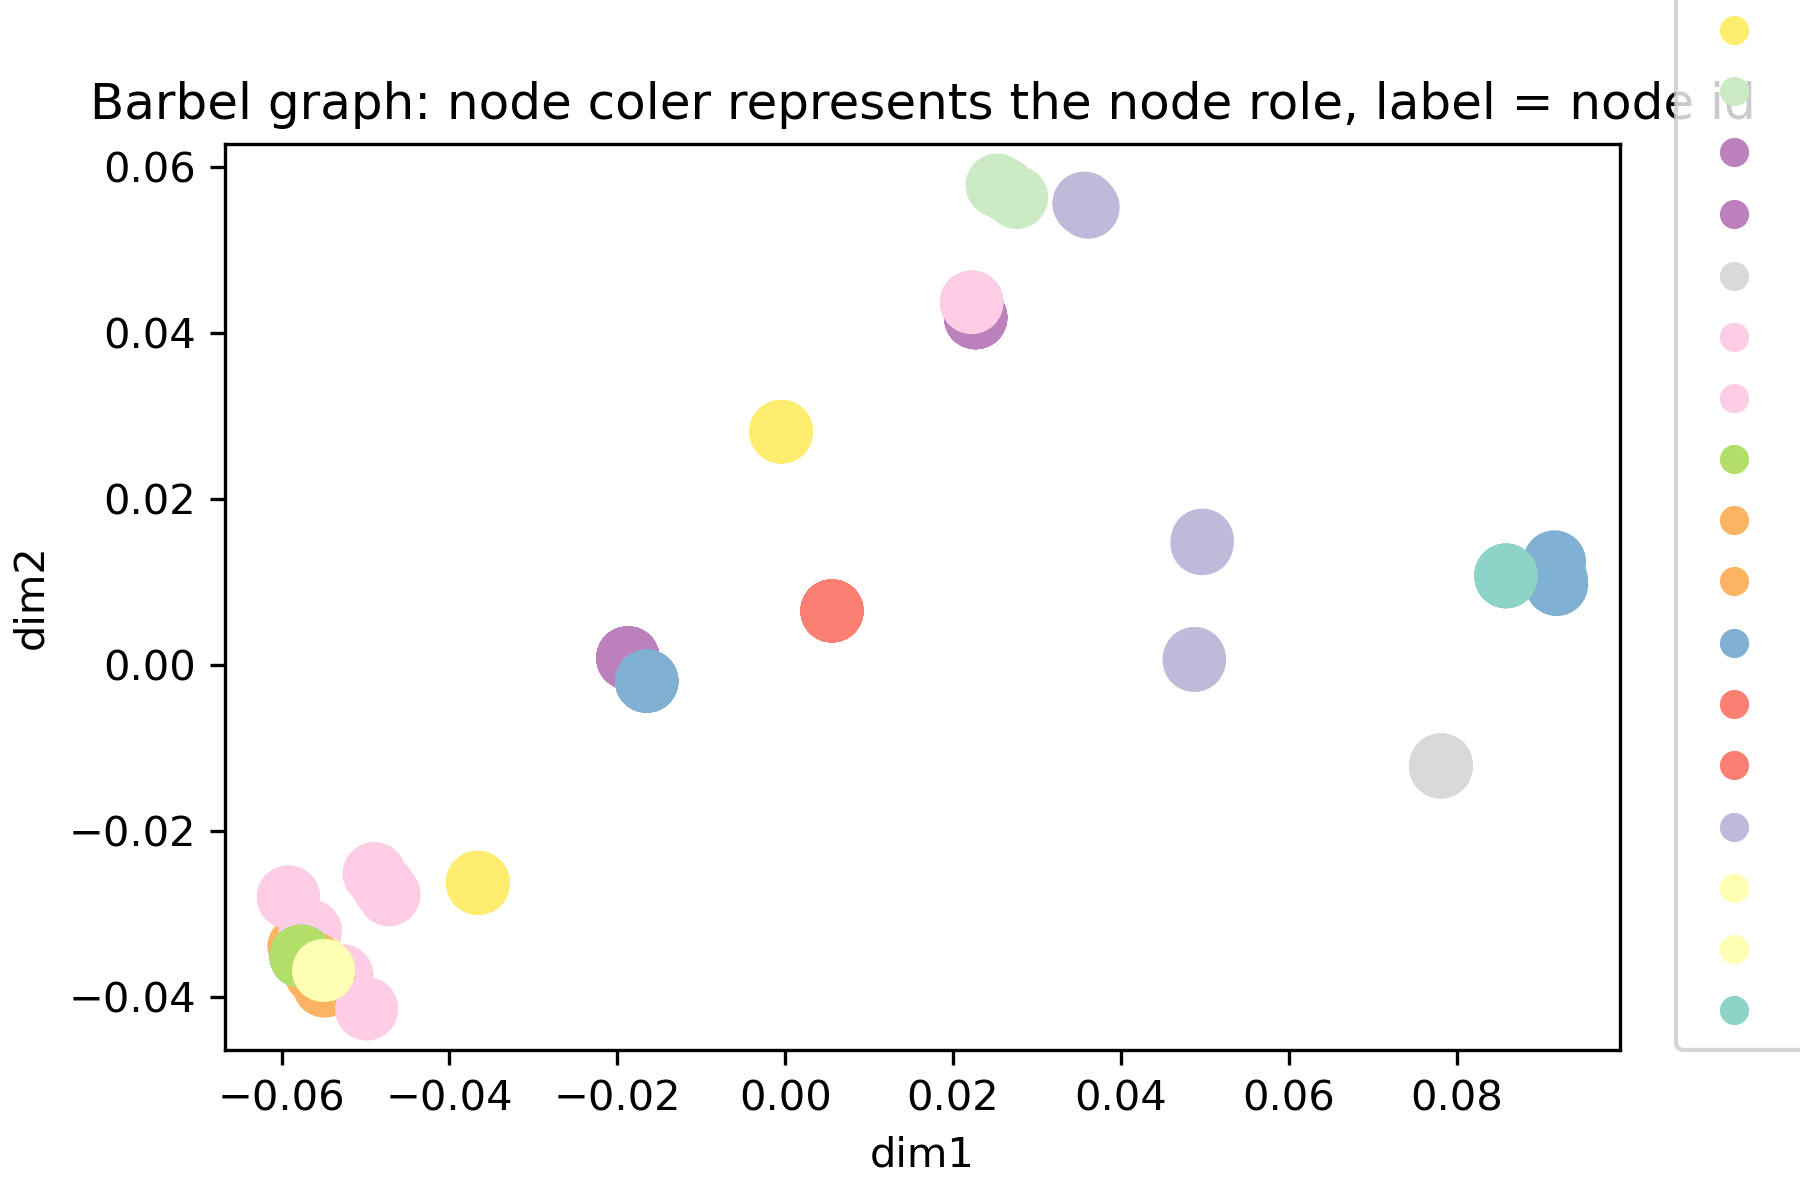 Barbel graph: node coler represents the node role, label = node id
0.06
0.04
0.02
0.00
−0.02
−0.04
dim2
−0.06 −0.04 −0.02 0.00 0.02 0.04 0.06 0.08
dim1